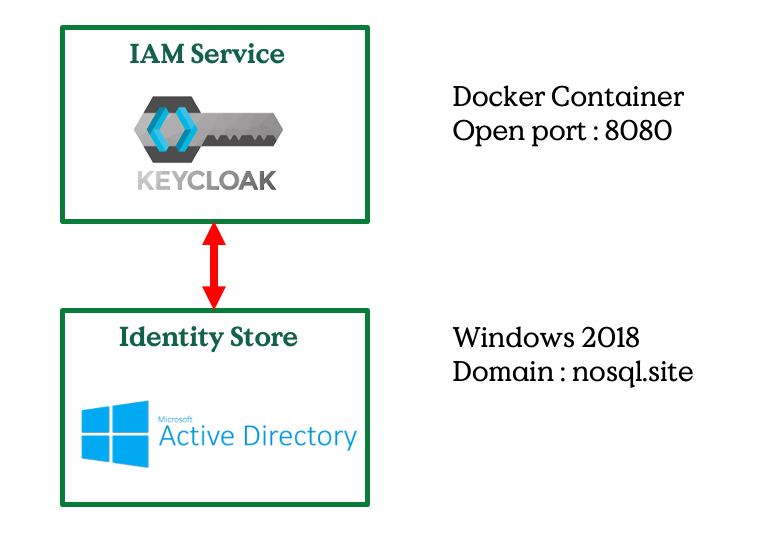 IAM Service
KEYCLOAK
Docker Container
Open port : 8080
Identity Store
Microsoft
Active Directory
Windows 2018
Domain : nosql.site